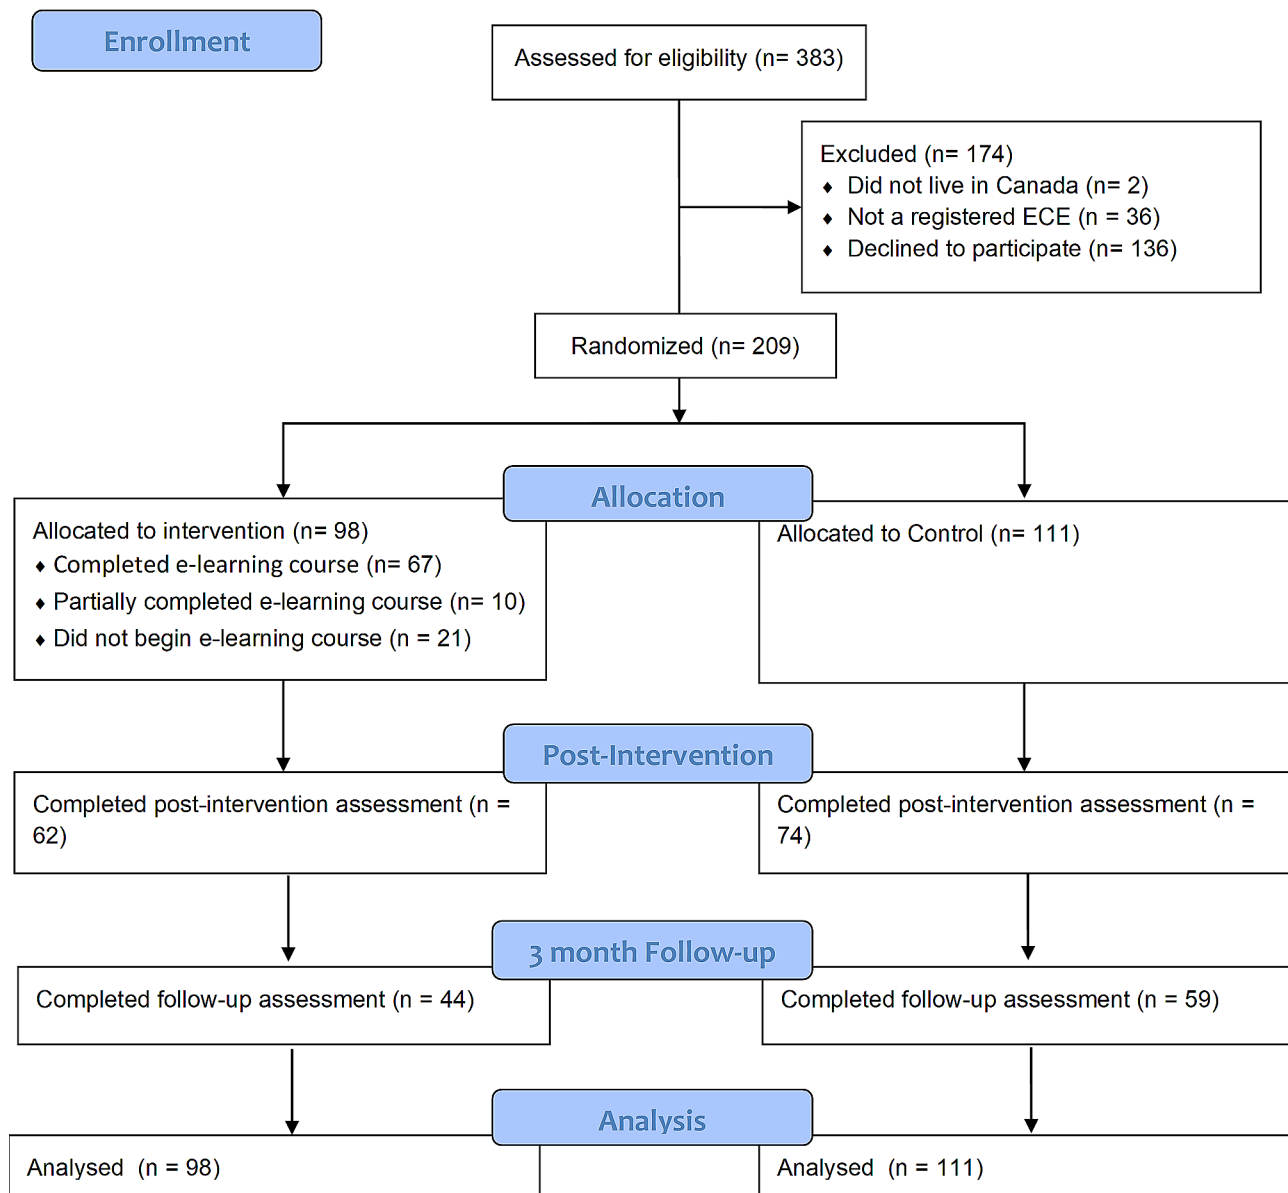 Enrollment
Assessed for eligibility (n= 383)
Excluded (n= 174)
♦ Did not live in Canada (n= 2)
♦ Not a registered ECE (n = 36)
♦ Declined to participate (n= 136)
Randomized (n= 209)
Allocation
Allocated to intervention (n= 98)
♦ Completed e-learning course (n= 67)
♦ Partially completed e-learning course (n= 10)
♦ Did not begin e-learning course (n = 21)
Allocated to Control (n= 111)
Post-Intervention
Completed post-intervention assessment (n =
62)
Completed post-intervention assessment (n =
74)
3 month Follow-up
Completed follow-up assessment (n = 44)
Completed follow-up assessment (n = 59)
Analysis
Analysed (n = 98)
Analysed (n = 111)